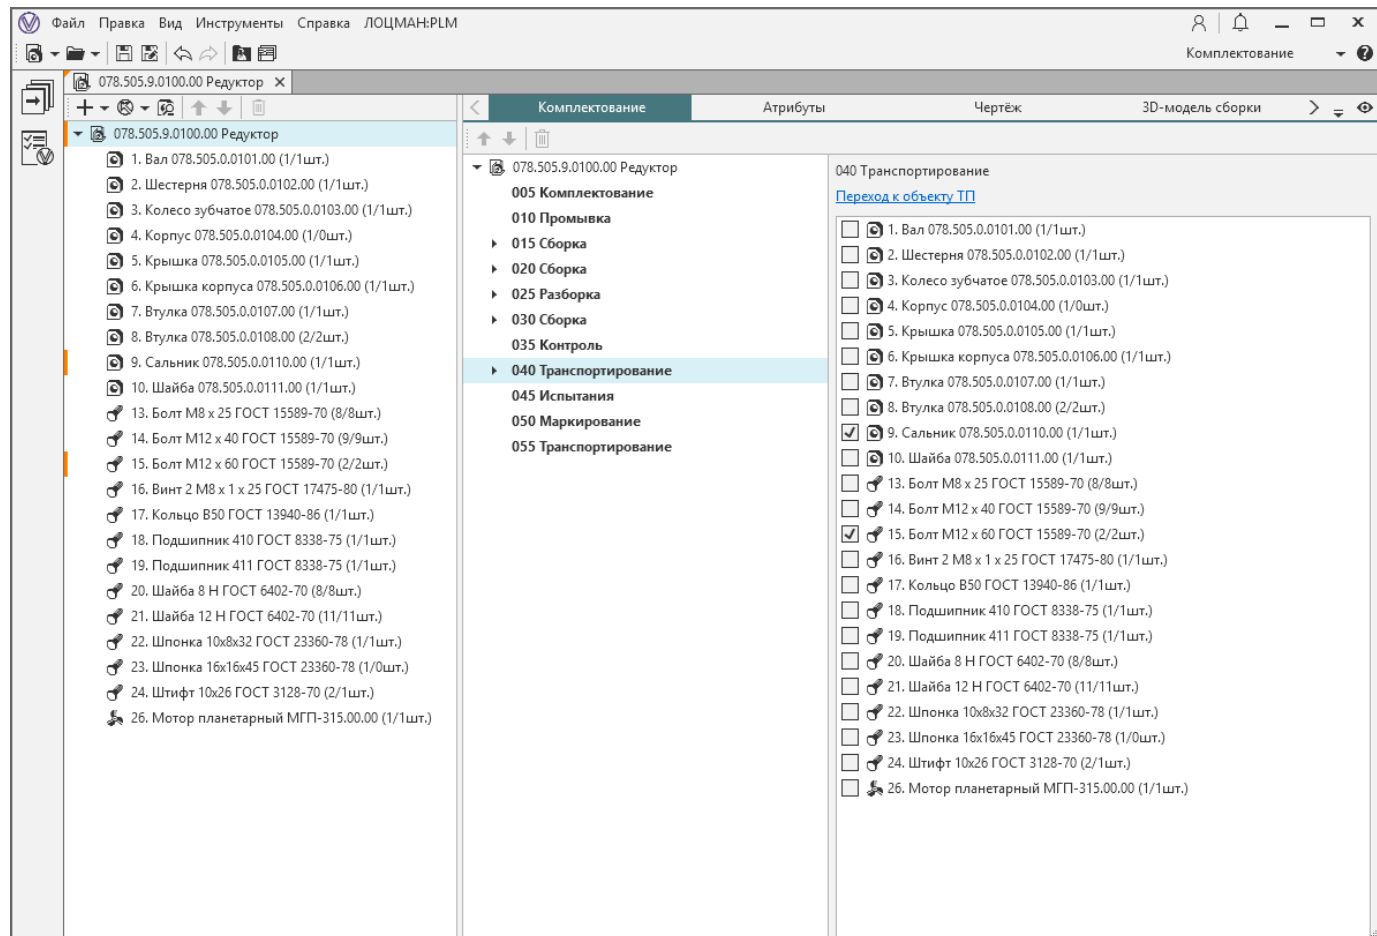 Файл Правка Вид Инструменты Справка ЛОЦМАН:PLM
Комплектование
078.505.9.0100.00 Редуктор
078.505.9.0100.00 Редуктор
1. Вал 078.505.0.0101.00 (1/1шт.)
2. Шестерня 078.505.0.0102.00 (1/1шт.)
3. Колесо зубчатое 078.505.0.0103.00 (1/1шт.)
4. Корпус 078.505.0.0104.00 (1/0шт.)
5. Крышка 078.505.0.0105.00 (1/1шт.)
6. Крышка корпуса 078.505.0.0106.00 (1/1шт.)
7. Втулка 078.505.0.0107.00 (1/1шт.)
8. Втулка 078.505.0.0108.00 (2/2шт.)
9. Сальник 078.505.0.0110.00 (1/1шт.)
10. Шайба 078.505.0.0111.00 (1/1шт.)
13. Болт М8 х 25 ГОСТ 15589-70 (8/8шт.)
14. Болт М12 х 40 ГОСТ 15589-70 (9/9шт.)
15. Болт М12 х 60 ГОСТ 15589-70 (2/2шт.)
16. Винт 2 М8 х 1 х 25 ГОСТ 17475-80 (1/1шт.)
17. Кольцо В50 ГОСТ 13940-86 (1/1шт.)
18. Подшипник 410 ГОСТ 8338-75 (1/1шт.)
19. Подшипник 411 ГОСТ 8338-75 (1/1шт.)
20. Шайба 8 Н ГОСТ 6402-70 (8/8шт.)
21. Шайба 12 Н ГОСТ 6402-70 (11/11шт.)
22. Шпонка 10х8х32 ГОСТ 23360-78 (1/1шт.)
23. Шпонка 16х16х45 ГОСТ 23360-78 (1/0шт.)
24. Штифт 10х26 ГОСТ 3128-70 (2/1шт.)
26. Мотор планетарный МГП-315.00.00 (1/1шт.)
Комплектование Атрибуты Чертёж 3D-модель сборки
078.505.9.0100.00 Редуктор
005 Комплектование
010 Промывка
015 Сборка
020 Сборка
025 Разборка
030 Сборка
035 Контроль
040 Транспортирование
045 Испытания
050 Маркирование
055 Транспортирование
040 Транспортирование
Переход к объекту ТП
1. Вал 078.505.0.0101.00 (1/1шт.)
2. Шестерня 078.505.0.0102.00 (1/1шт.)
3. Колесо зубчатое 078.505.0.0103.00 (1/1шт.)
4. Корпус 078.505.0.0104.00 (1/0шт.)
5. Крышка 078.505.0.0105.00 (1/1шт.)
6. Крышка корпуса 078.505.0.0106.00 (1/1шт.)
7. Втулка 078.505.0.0107.00 (1/1шт.)
8. Втулка 078.505.0.0108.00 (2/2шт.)
9. Сальник 078.505.0.0110.00 (1/1шт.)
10. Шайба 078.505.0.0111.00 (1/1шт.)
13. Болт М8 х 25 ГОСТ 15589-70 (8/8шт.)
14. Болт М12 х 40 ГОСТ 15589-70 (9/9шт.)
15. Болт М12 х 60 ГОСТ 15589-70 (2/2шт.)
16. Винт 2 М8 х 1 х 25 ГОСТ 17475-80 (1/1шт.)
17. Кольцо В50 ГОСТ 13940-86 (1/1шт.)
18. Подшипник 410 ГОСТ 8338-75 (1/1шт.)
19. Подшипник 411 ГОСТ 8338-75 (1/1шт.)
20. Шайба 8 Н ГОСТ 6402-70 (8/8шт.)
21. Шайба 12 Н ГОСТ 6402-70 (11/11шт.)
22. Шпонка 10х8х32 ГОСТ 23360-78 (1/1шт.)
23. Шпонка 16х16х45 ГОСТ 23360-78 (1/0шт.)
24. Штифт 10х26 ГОСТ 3128-70 (2/1шт.)
26. Мотор планетарный МГП-315.00.00 (1/1шт.)